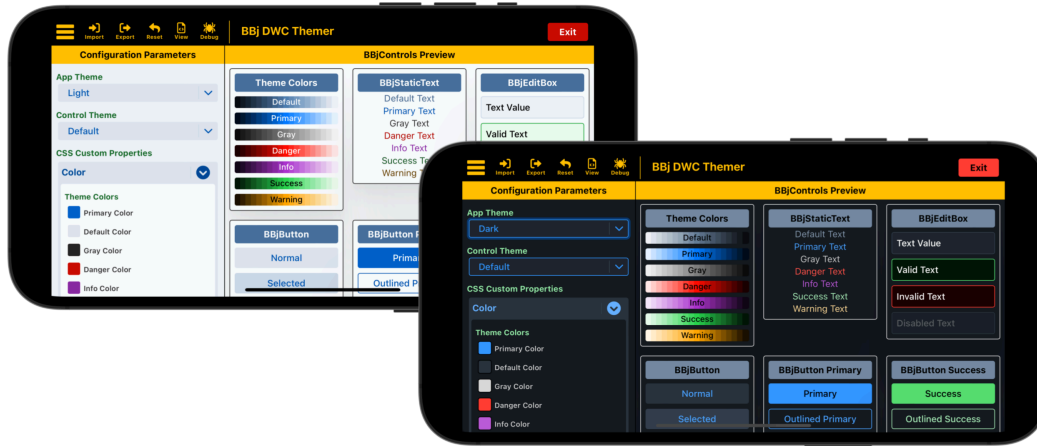 Import Export Reset View Debug BBj DWC Themer Exit
Configuration Parameters
BBjControls Preview
App Theme
Light
Control Theme
Default
CSS Custom Properties
Color
Theme Colors
Primary Color
Default Color
Gray Color
Danger Color
Info Color
Theme Colors
Default
Primary
Gray
Danger
Info
Success
Warning
BBjStaticText
Default Text
Primary Text
Gray Text
Danger Text
Info Text
Success
Warning
BBjEditBox
Text Value
Valid Text
BBjButton
Normal
Selected
BBjButton
Outlined
Import Export Reset View Debug BBj DWC Themer Exit
Configuration Parameters
BBjControls Preview
App Theme
Dark
Control Theme
Default
CSS Custom Properties
Color
Theme Colors
Primary Color
Default Color
Gray Color
Danger Color
Info Color
Theme Colors
Default
Primary
Gray
Danger
Info
Success
Warning
BBjStaticText
Default Text
Primary Text
Gray Text
Danger Text
Info Text
Success Text
Warning Text
BBjEditBox
Text Value
Valid Text
Invalid Text
Disabled Text
BBjButton
Normal
Selected
BBjButton Primary
Primary
Outlined Primary
BBjButton Success
Success
Outlined Success